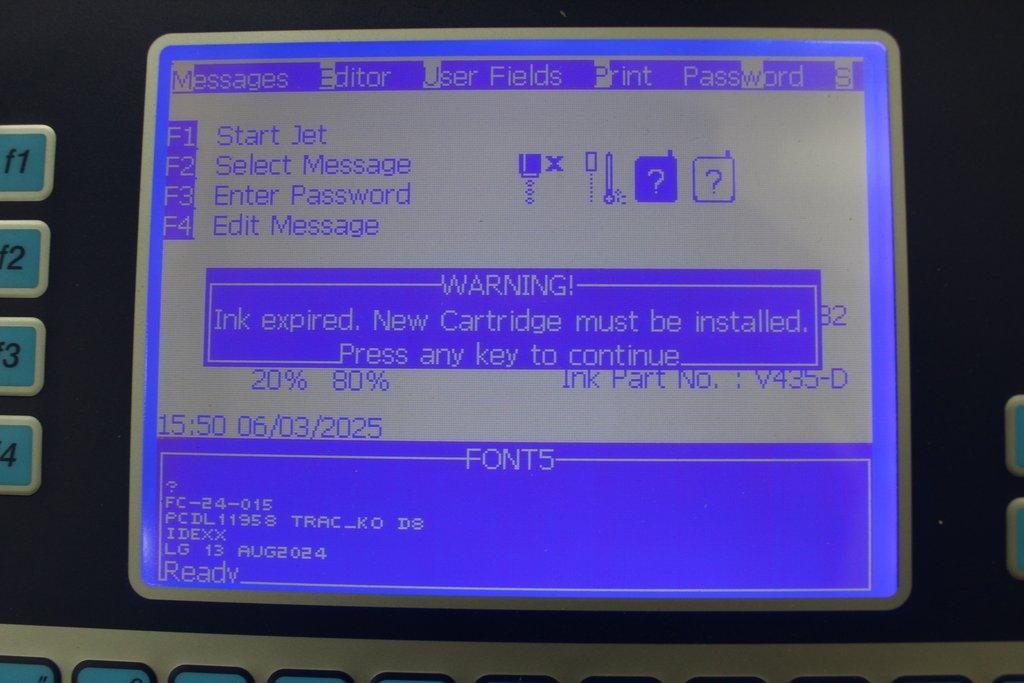 Messages Editor User Fields Print Password S
F1 Start Jet
F2 Select Message
F3 Enter Password
F4 Edit Message
? ?
WARNING!
Ink expired. New Cartridge must be installed.
Press any key to continue
20% 80% Ink Part No. : V435-D
15:50 06/03/2025
FONT5
?
FC-24-015
PCDL11958 TRAC_KO D8
IDEXX
LG 13 AUG2024
Ready
f1
f2
f3
f4